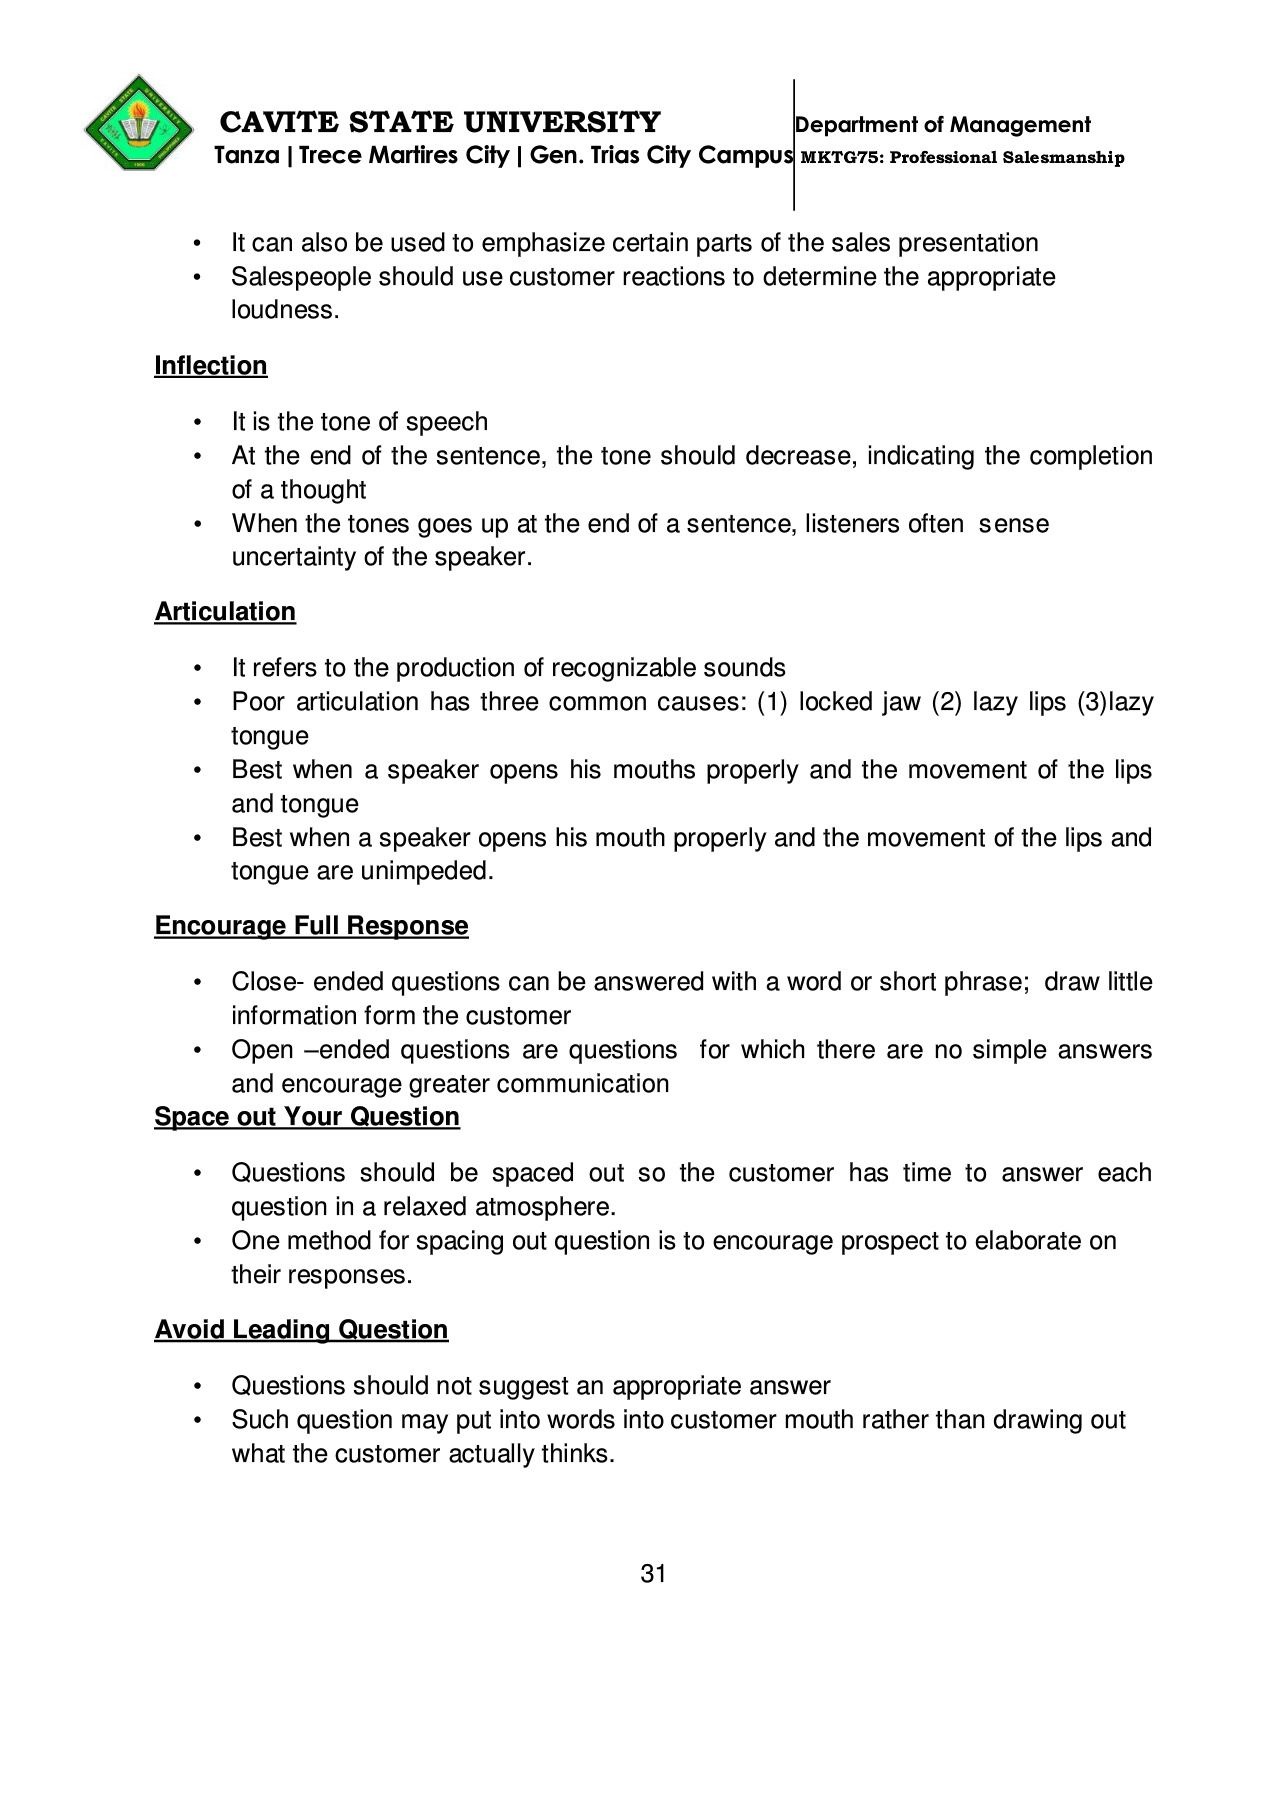 CAVITE STATE UNIVERSITY
Department of Management
Tanza | Trece Martires City | Gen. Trias City Campus
MKTG75: Professional Salesmanship
• It can also be used to emphasize certain parts of the sales presentation
• Salespeople should use customer reactions to determine the appropriate
loudness.
Inflection
• It is the tone of speech
• At the end of the sentence, the tone should decrease, indicating the completion
of a thought
• When the tones goes up at the end of a sentence, listeners often sense
uncertainty of the speaker.
Articulation
• It refers to the production of recognizable sounds
• Poor articulation has three common causes: (1) locked jaw (2) lazy lips (3)lazy
tongue
• Best when a speaker opens his mouths properly and the movement of the lips
and tongue
• Best when a speaker opens his mouth properly and the movement of the lips and
tongue are unimpeded.
Encourage Full Response
• Close- ended questions can be answered with a word or short phrase; draw little
information form the customer
• Open –ended questions are questions for which there are no simple answers
and encourage greater communication
Space out Your Question
• Questions should be spaced out so the customer has time to answer each
question in a relaxed atmosphere.
• One method for spacing out question is to encourage prospect to elaborate on
their responses.
Avoid Leading Question
• Questions should not suggest an appropriate answer
• Such question may put into words into customer mouth rather than drawing out
what the customer actually thinks.
31